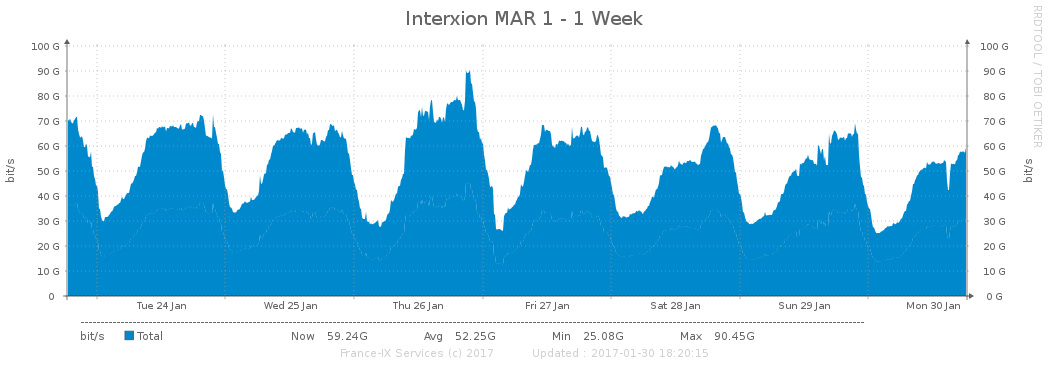 Interxion MAR 1 - 1 Week
RRDTOOL / TOBI OETIKER
bit/s
100 G 100 G
90 G 90 G
80 G 80 G
70 G 70 G
60 G 60 G
50 G 50 G
40 G 40 G
30 G 30 G
20 G 20 G
10 G 10 G
0 0 G
bit/s
Tue 24 Jan Wed 25 Jan Thu 26 Jan Fri 27 Jan Sat 28 Jan Sun 29 Jan Mon 30 Jan
bit/s Total Now 59.24G Avg 52.25G Min 25.08G Max 90.45G
France-IX Services (c) 2017 Updated : 2017-01-30 18:20:15